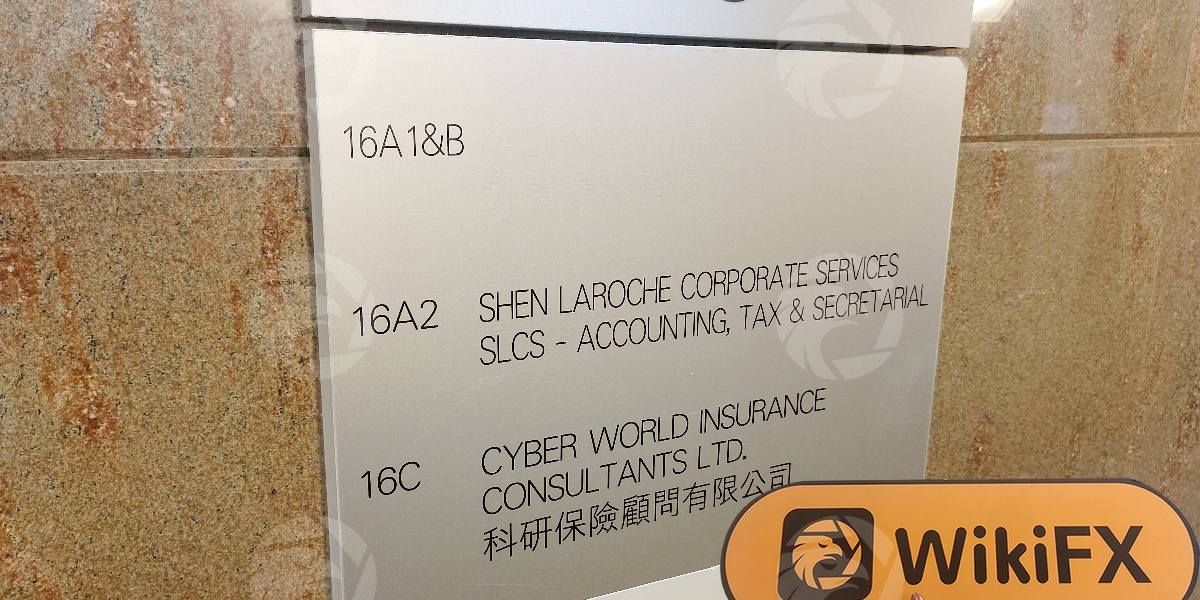 16A1&B
16A2 SHEN LAROCHE CORPORATE SERVICES
SLCS - ACCOUNTING, TAX & SECRETARIAL
16C CYBER WORLD INSURANCE
CONSULTANTS LTD.
科研保險顧問有限公司
WikiFX